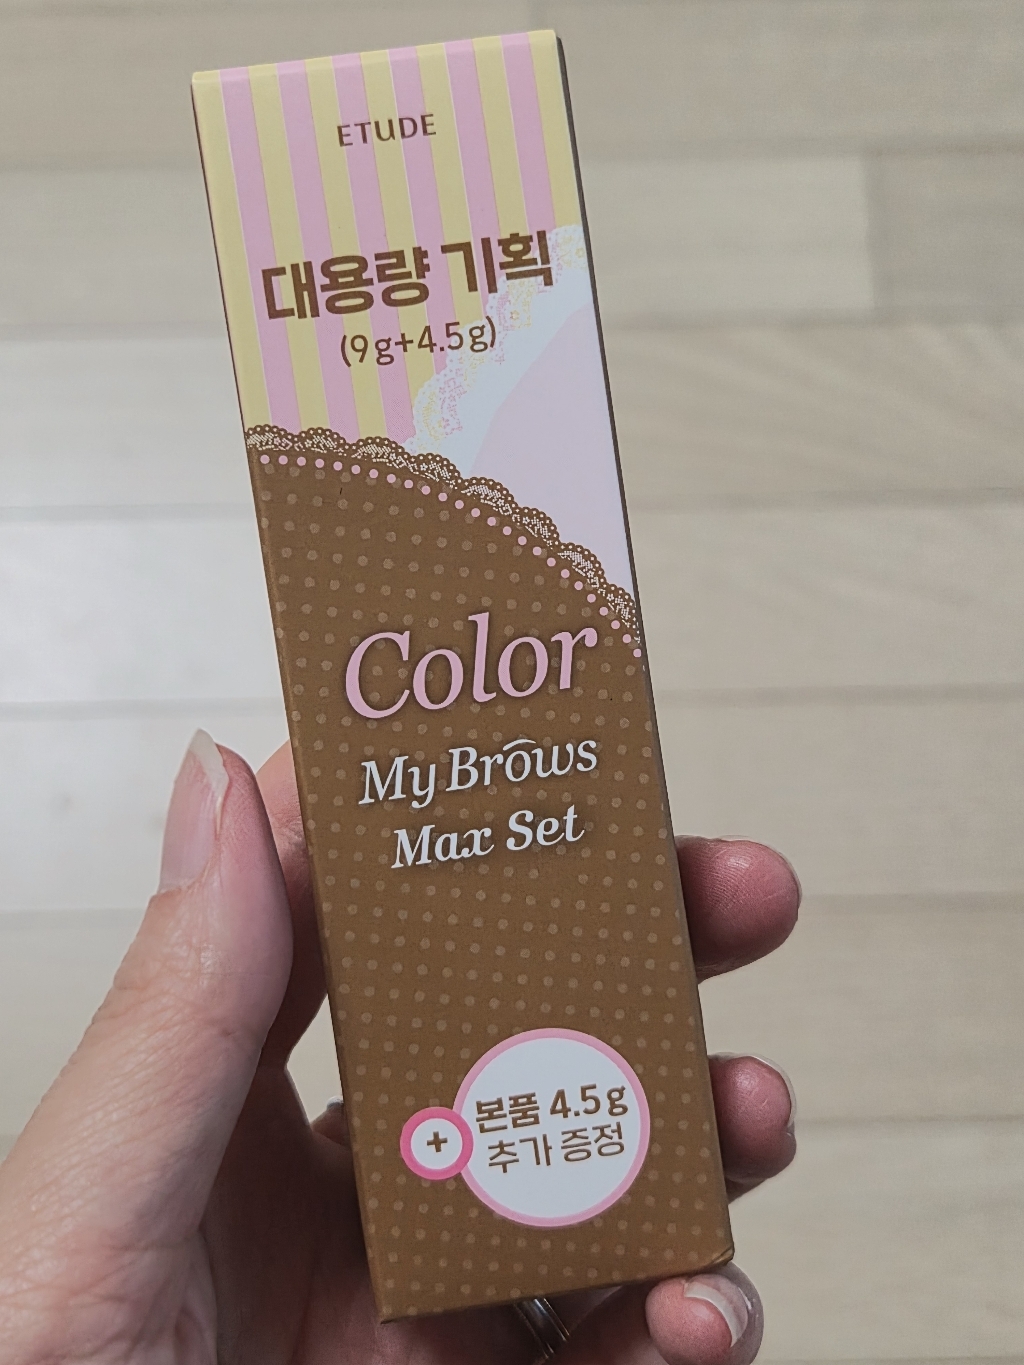 ETUDE
대용량 기획
(9g+4.5g)
Color
My Brows
Max Set
+
본품 4.5g
추가 증정